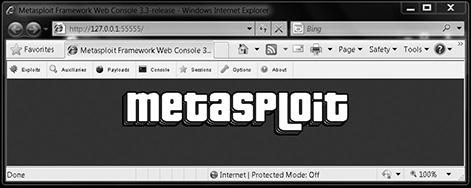 Metasploit Framework Web Console 3.3-release - Windows Internet Explorer
http://127.0.0.1:55555/
Bing
Favorites
Metasploit Framework Web Console 3.3...
Page
Safety
Tools
Exploits
Auxiliaries
Payloads
Console
Sessions
Options
About
metasploit
Done
Internet | Protected Mode: Off
100%